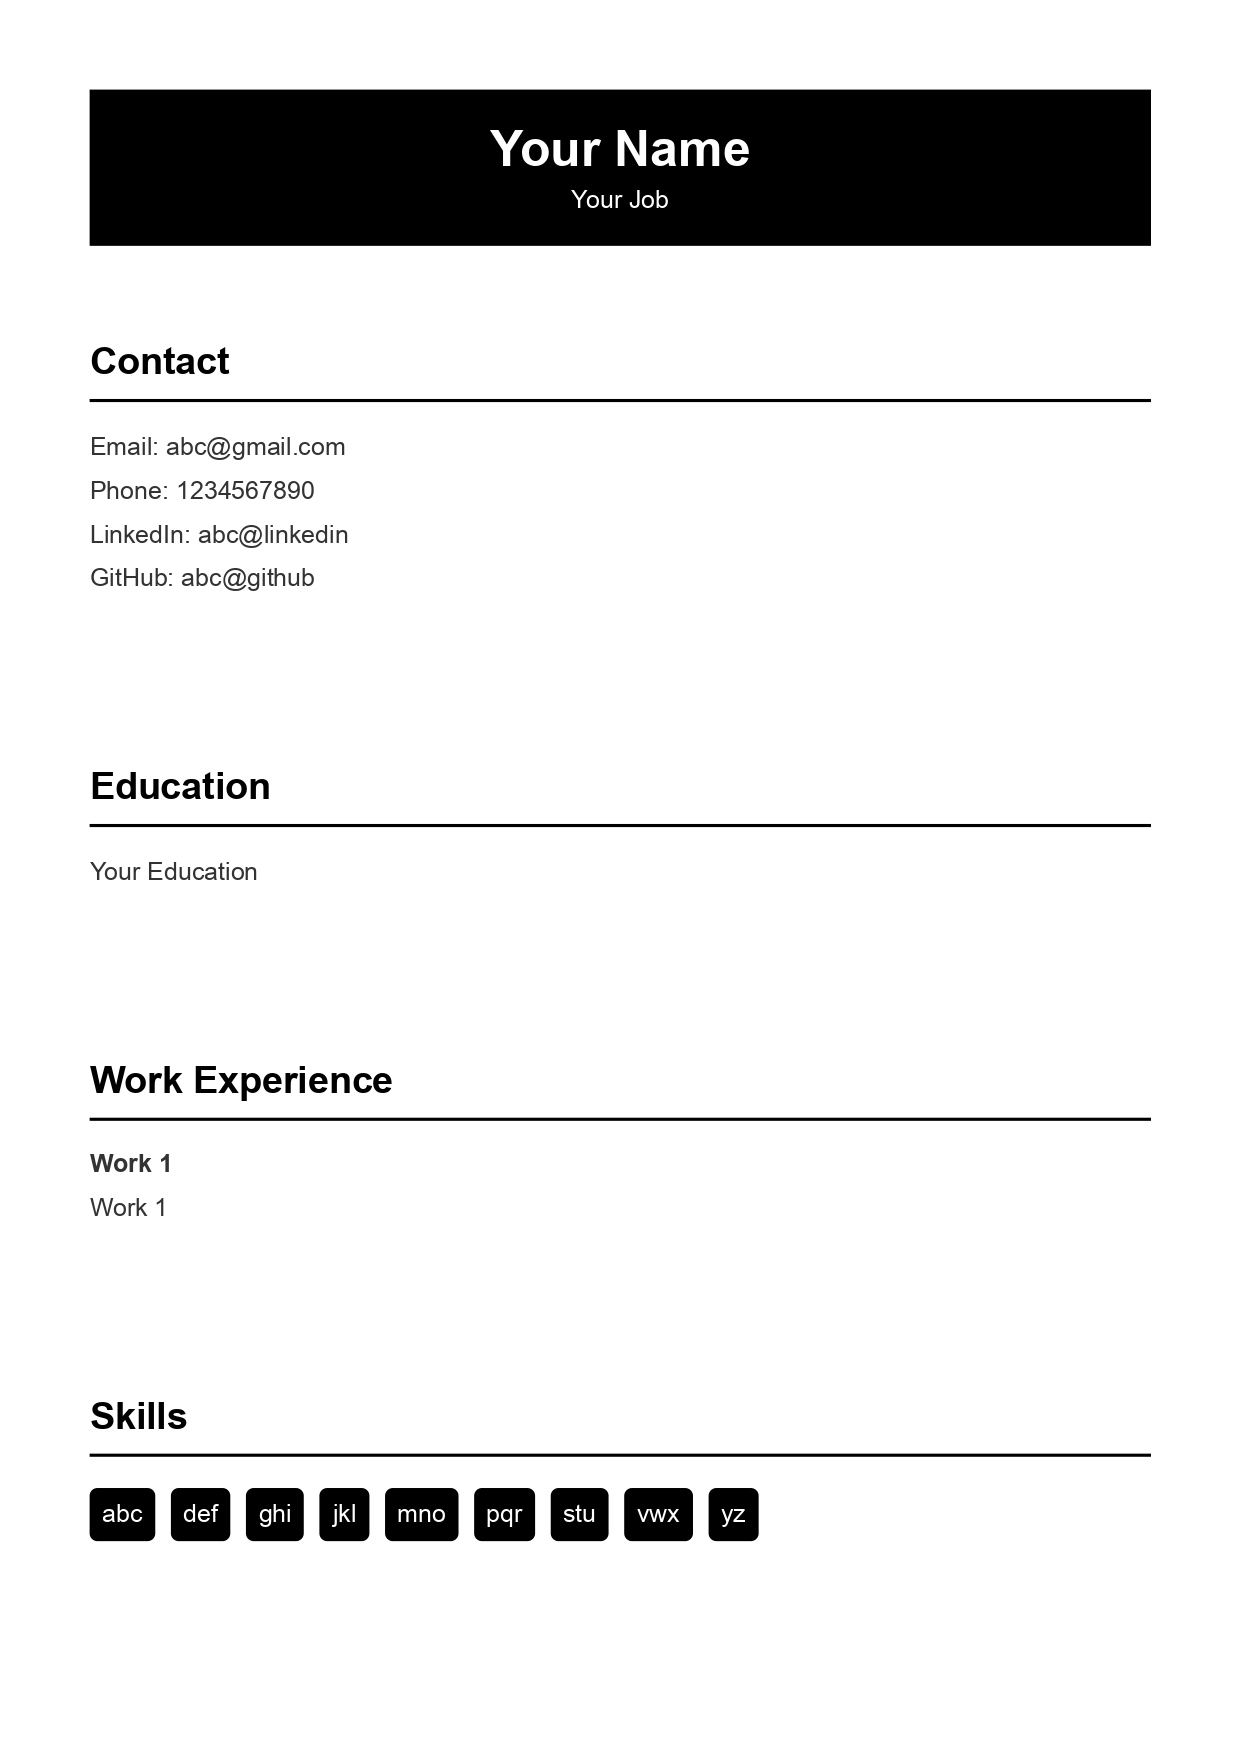 Your Name
Your Job
Contact
Email: abc@gmail.com
Phone: 1234567890
LinkedIn: abc@linkedin
GitHub: abc@github
Education
Your Education
Work Experience
Work 1
Work 1
Skills
abc def ghi jkl mno pqr stu vwx yz